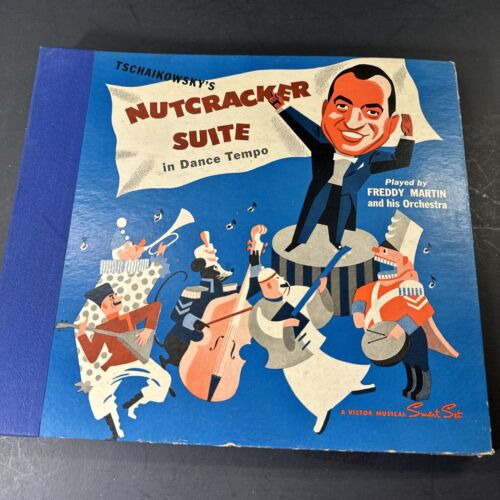 TSCHAIKOWSKY'S
NUTCRACKER
SUITE
in Dance Tempo
Played by
FREDDY MARTIN
and his Orchestra
A VICTOR MUSICAL Smart Set